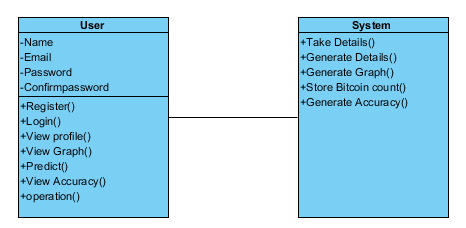 User
-Name
-Email
-Password
-Confirmpassword
+Register()
+Login()
+View profile()
+View Graph()
+Predict()
+View Accuracy()
+operation()
System
+Take Details()
+Generate Details()
+Generate Graph()
+Store Bitcoin count()
+Generate Accuracy()